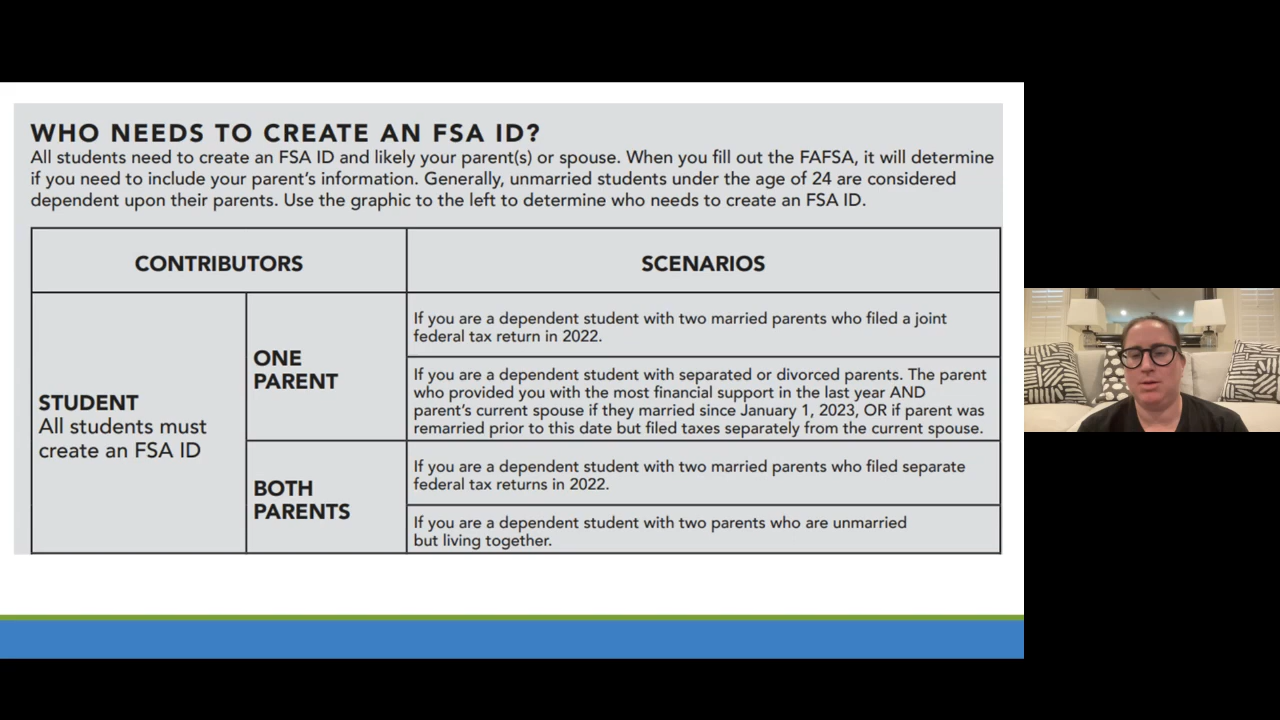 WHO NEEDS TO CREATE AN FSA ID?
All students need to create an FSA ID and likely your parent(s) or spouse. When you fill out the FAFSA, it will determine
if you need to include your parent's information. Generally, unmarried students under the age of 24 are considered
dependent upon their parents. Use the graphic to the left to determine who needs to create an FSA ID.
CONTRIBUTORS
SCENARIOS
STUDENT
All students must
create an FSA ID
ONE
PARENT
If you are a dependent student with two married parents who filed a joint
federal tax return in 2022.
If you are a dependent student with separated or divorced parents. The parent
who provided you with the most financial support in the last year AND
parent's current spouse if they married since January 1, 2023, OR if parent was
remarried prior to this date but filed taxes separately from the current spouse.
BOTH
PARENTS
If you are a dependent student with two married parents who filed separate
federal tax returns in 2022.
If you are a dependent student with two parents who are unmarried
but living together.